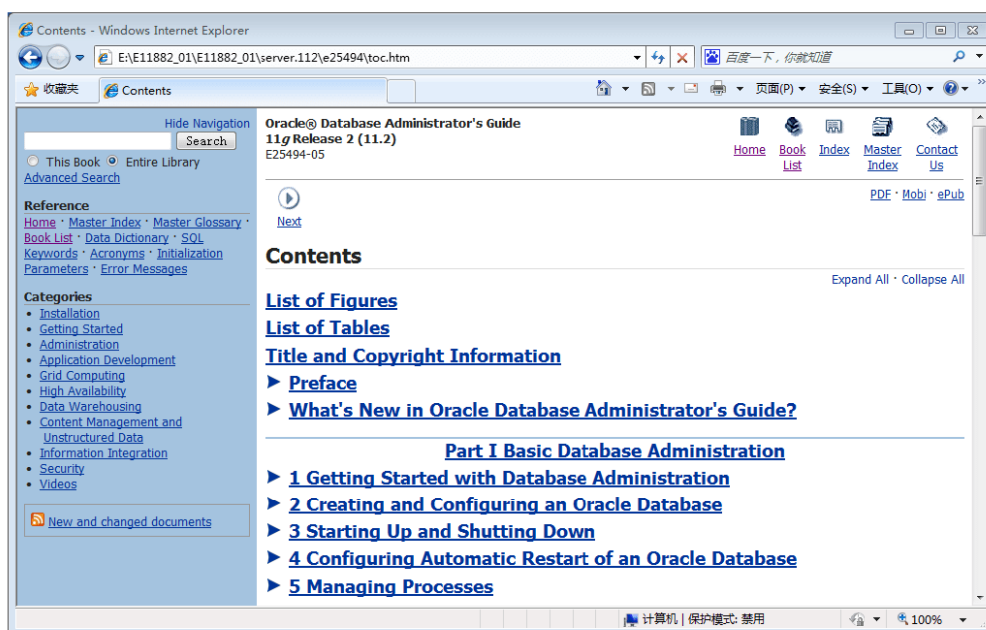 Contents - Windows Internet Explorer
E:\E11882_01\E11882_01\server.112\e25494\toc.htm
百度一下，你就知道
收藏夹
Contents
页面(P)
安全(S)
工具(O)
Hide Navigation
Search
This Book
Entire Library
Advanced Search
Reference
Home · Master Index · Master Glossary ·
Book List · Data Dictionary · SQL
Keywords · Acronyms · Initialization
Parameters · Error Messages
Categories
• Installation
• Getting Started
• Administration
• Application Development
• Grid Computing
• High Availability
• Data Warehousing
• Content Management and
Unstructured Data
• Information Integration
• Security
• Videos
New and changed documents
Oracle® Database Administrator's Guide
11g Release 2 (11.2)
E25494-05
Home
Book
List
Index
Master
Index
Contact
Us
Next
PDF · Mobi · ePub
Contents
Expand All · Collapse All
List of Figures
List of Tables
Title and Copyright Information
Preface
What's New in Oracle Database Administrator's Guide?
Part I Basic Database Administration
1 Getting Started with Database Administration
2 Creating and Configuring an Oracle Database
3 Starting Up and Shutting Down
4 Configuring Automatic Restart of an Oracle Database
5 Managing Processes
计算机 | 保护模式: 禁用
100%